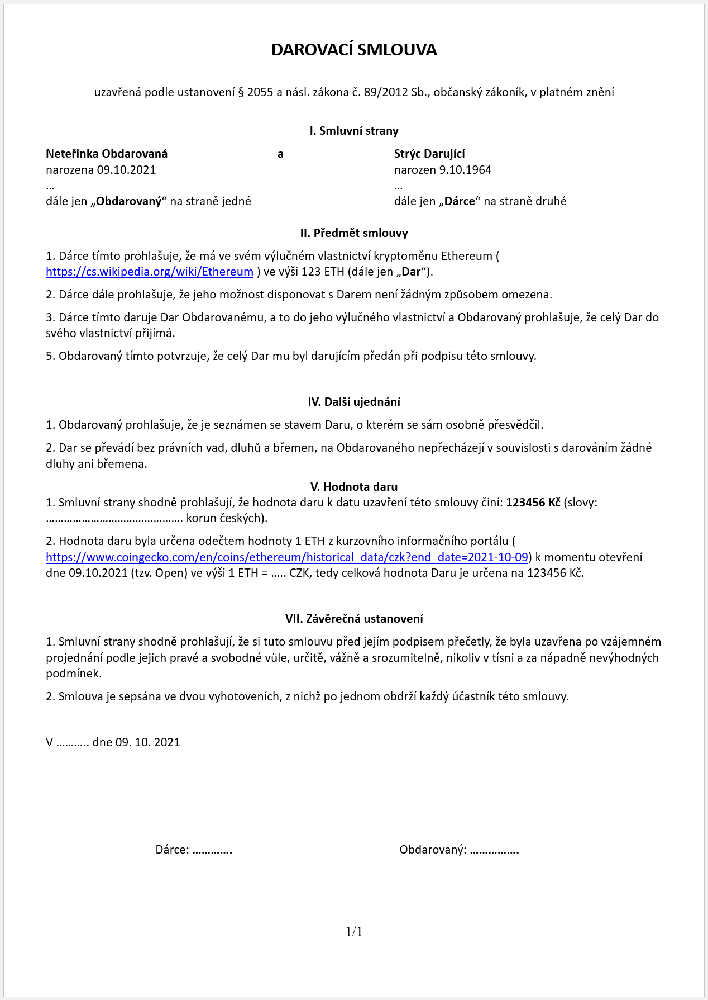 DAROVACÍ SMLOUVA
uzavřená podle ustanovení § 2055 a násl. zákona č. 89/2012 Sb., občanský zákoník, v platném znění
I. Smluvní strany
Neteřinka Obdarovaná a Strýc Darující
narozena 09.10.2021 narozen 9.10.1964
... ...
dále jen „Obdarovaný“ na straně jedné dále jen „Dárce“ na straně druhé
II. Předmět smlouvy
1. Dárce tímto prohlašuje, že má ve svém výlučném vlastnictví kryptoměnu Ethereum (
https://cs.wikipedia.org/wiki/Ethereum ) ve výši 123 ETH (dále jen „Dar“).
2. Dárce dále prohlašuje, že jeho možnost disponovat s Darem není žádným způsobem omezena.
3. Dárce tímto daruje Dar Obdarovanému, a to do jeho výlučného vlastnictví a Obdarovaný prohlašuje, že celý Dar do
svého vlastnictví přijímá.
5. Obdarovaný tímto potvrzuje, že celý Dar mu byl darujícím předán při podpisu této smlouvy.
IV. Další ujednání
1. Obdarovaný prohlašuje, že je seznámen se stavem Daru, o kterém se sám osobně přesvědčil.
2. Dar se převádí bez právních vad, dluhů a břemen, na Obdarovaného nepřecházejí v souvislosti s darováním žádné
dluhy ani břemena.
V. Hodnota daru
1. Smluvní strany shodně prohlašují, že hodnota daru k datu uzavření této smlouvy činí: 123456 Kč (slovy:
………………………………………. korun českých).
2. Hodnota daru byla určena odečtem hodnoty 1 ETH z kurzovního informačního portálu (
https://www.coingecko.com/en/coins/ethereum/historical_data/czk?end_date=2021-10-09) k momentu otevření
dne 09.10.2021 (tzv. Open) ve výši 1 ETH = ….. CZK, tedy celková hodnota Daru je určena na 123456 Kč.
VII. Závěrečná ustanovení
1. Smluvní strany shodně prohlašují, že si tuto smlouvu před jejím podpisem přečetly, že byla uzavřena po vzájemném
projednání podle jejich pravé a svobodné vůle, určitě, vážně a srozumitelně, nikoliv v tísni a za nápadně nevýhodných
podmínek.
2. Smlouva je sepsána ve dvou vyhotoveních, z nichž po jednom obdrží každý účastník této smlouvy.
V ……….. dne 09. 10. 2021
______________________________ ______________________________
Dárce: …………. Obdarovaný: …………….
1/1